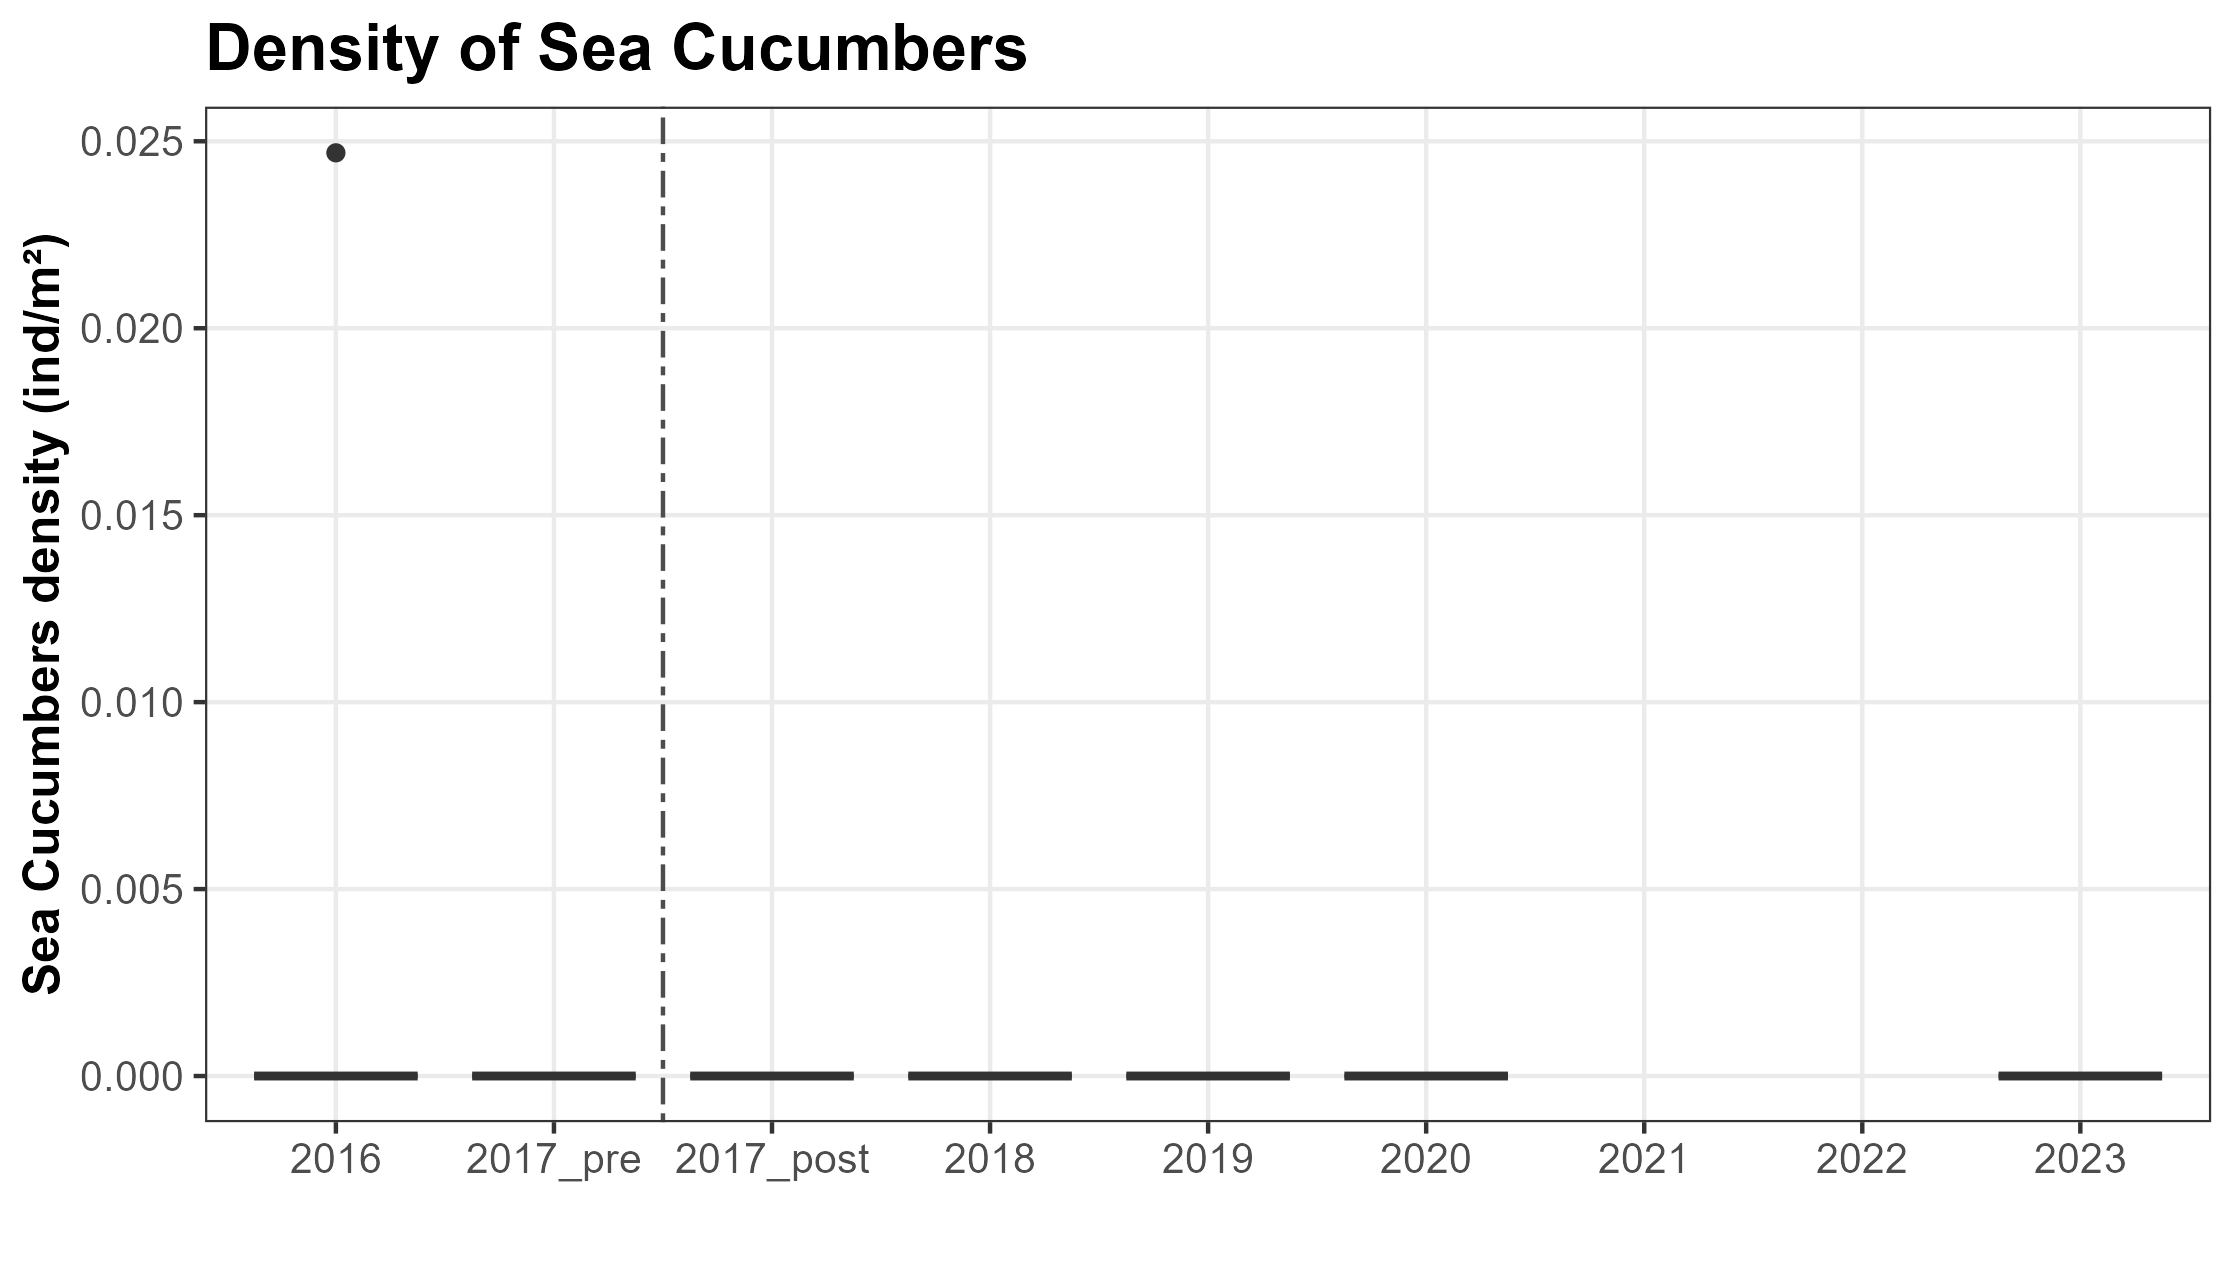 Density of Sea Cucumbers
Sea Cucumbers density (ind/m²)
0.025
0.020
0.015
0.010
0.005
0.000
2016 2017_pre 2017_post 2018 2019 2020 2021 2022 2023